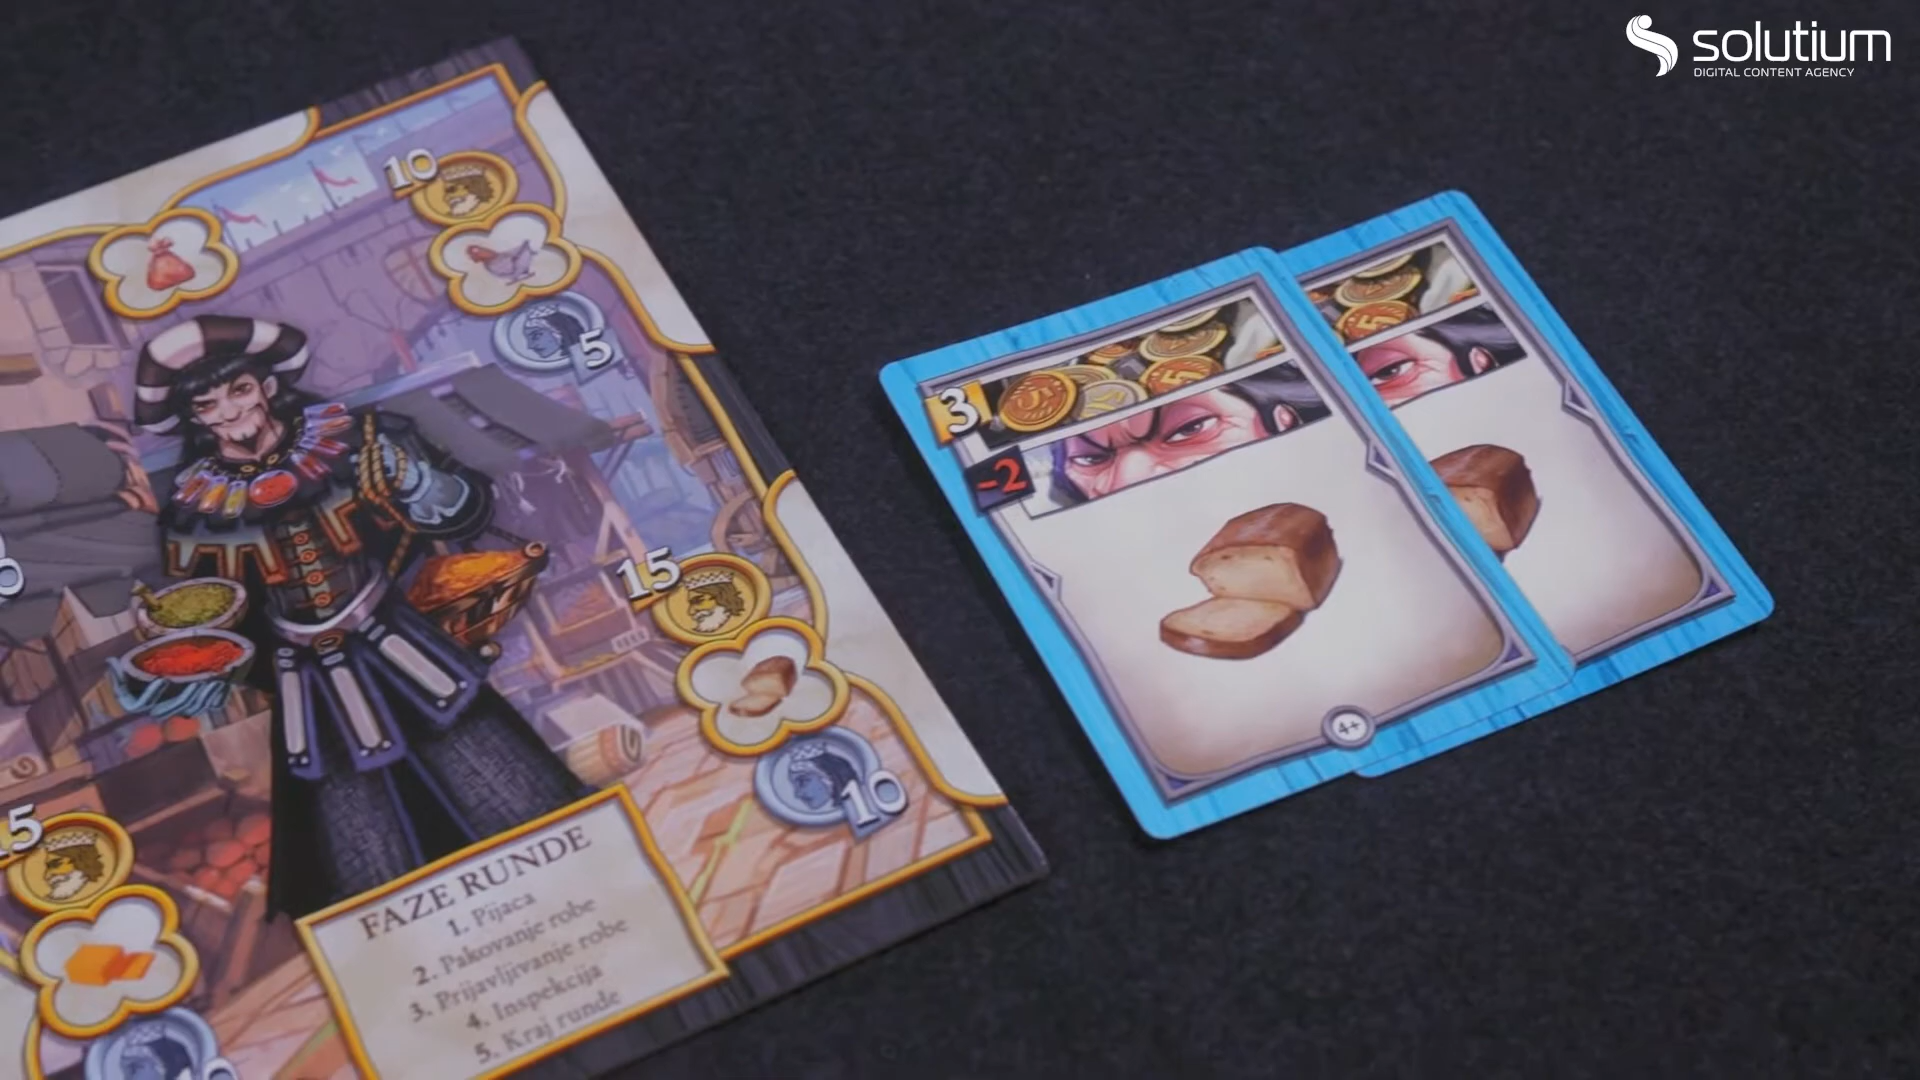 solutium
DIGITAL CONTENT AGENCY
10
5
3
-2
15
10
4+
15
FAZE RUNDE
1. Pijaca
2. Pakovanje robe
3. Prijavljivanje robe
4. Inspekcija
5. Kraj runde